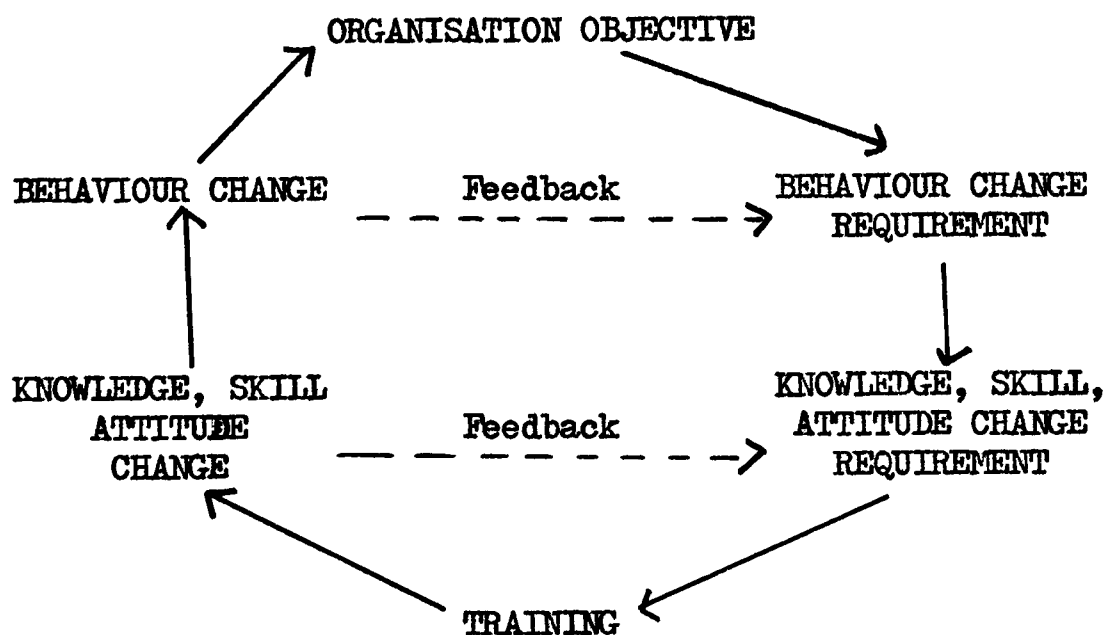 ORGANISATION OBJECTIVE
BEHAVIOUR CHANGE
Feedback
BEHAVIOUR CHANGE
REQUIREMENT
KNOWLEDGE, SKILL
ATTITUDE
CHANGE
Feedback
KNOWLEDGE, SKILL,
ATTITUDE CHANGE
REQUIREMENT
TRAINING